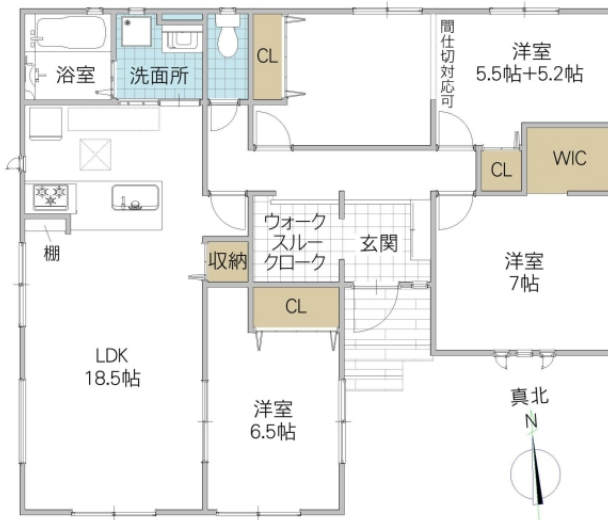 浴室
洗面所
CL
間仕切対応可
洋室
5.5帖+5.2帖
CL
WIC
ウォーク
スルー
クローク
玄関
棚
収納
洋室
7帖
CL
LDK
18.5帖
洋室
6.5帖
真北
N